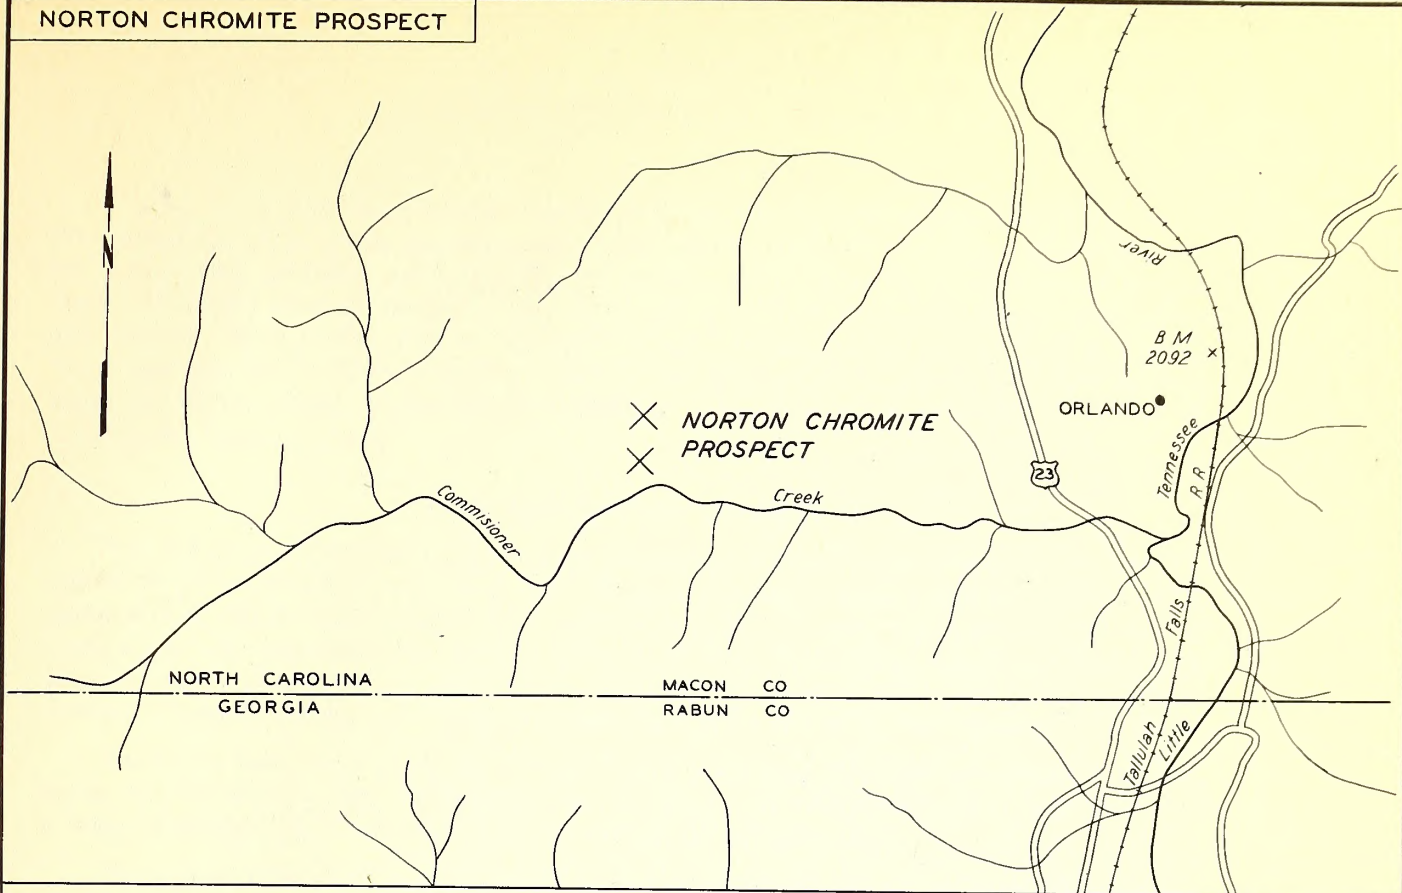 NORTON CHROMITE PROSPECT
N
River
B M
2092
ORLANDO
NORTON CHROMITE
PROSPECT
Tennessee
R R
23
Commisioner
Creek
Falls
NORTH CAROLINA
MACON CO
GEORGIA
RABUN CO
Tallulah
Little